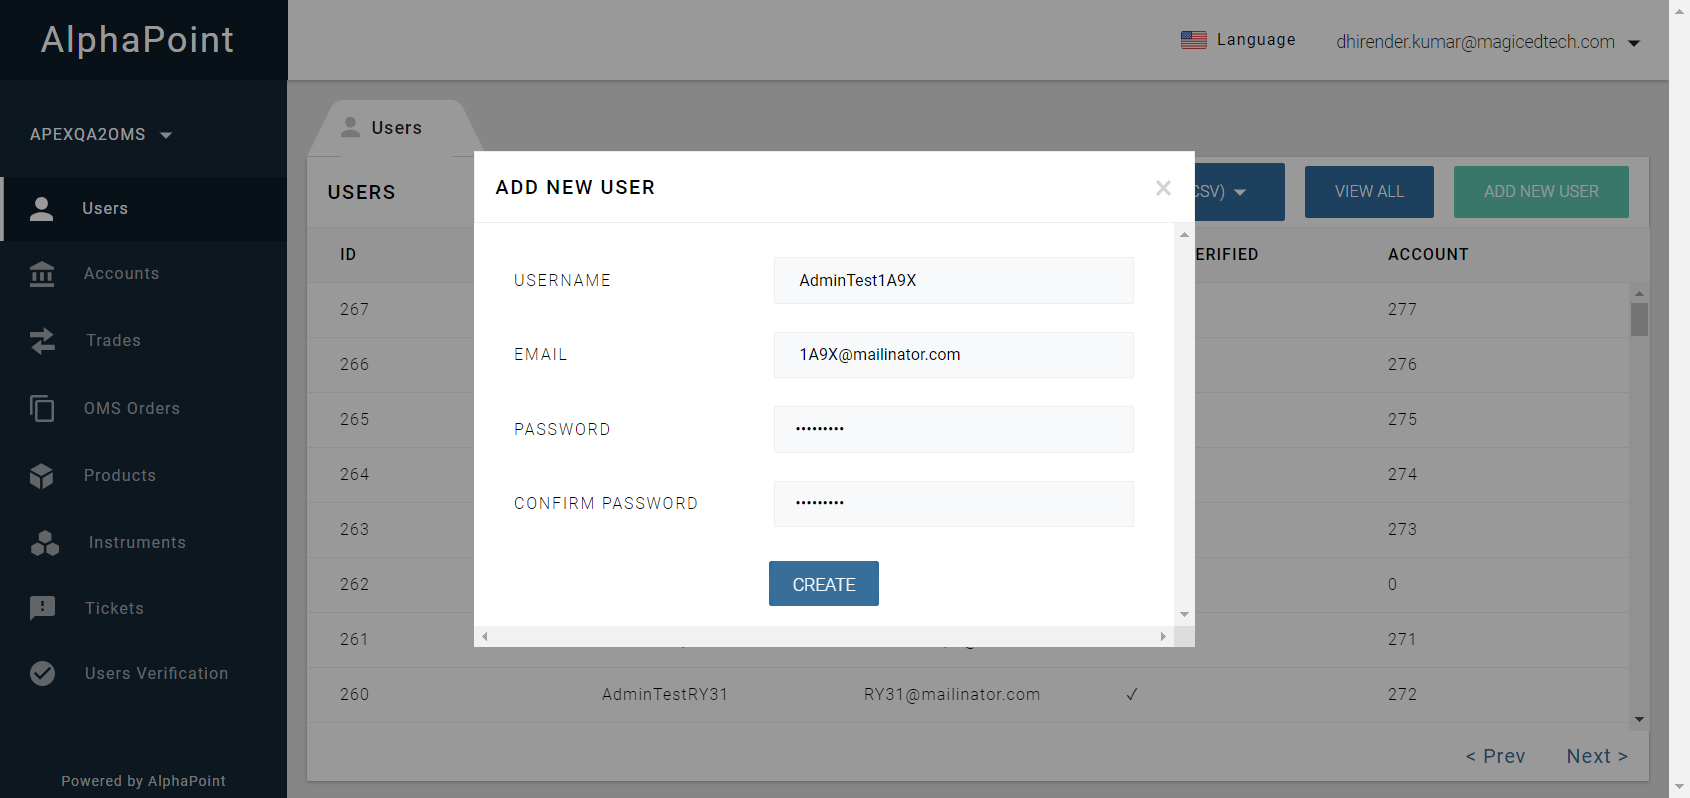 AlphaPoint
Language
dhirender.kumar@magicedtech.com
APEXQA2OMS
Users
Accounts
Trades
OMS Orders
Products
Instruments
Tickets
Users Verification
Powered by AlphaPoint
Users
USERS
CSV)
VIEW ALL
ADD NEW USER
ID
ERIFIED
ACCOUNT
267
277
266
276
265
275
264
274
263
273
262
0
261
271
260
AdminTestRY31
RY31@mailinator.com
✓
272
< Prev
Next >
ADD NEW USER
×
USERNAME
AdminTest1A9X
EMAIL
1A9X@mailinator.com
PASSWORD
•••••••••
CONFIRM PASSWORD
•••••••••
CREATE